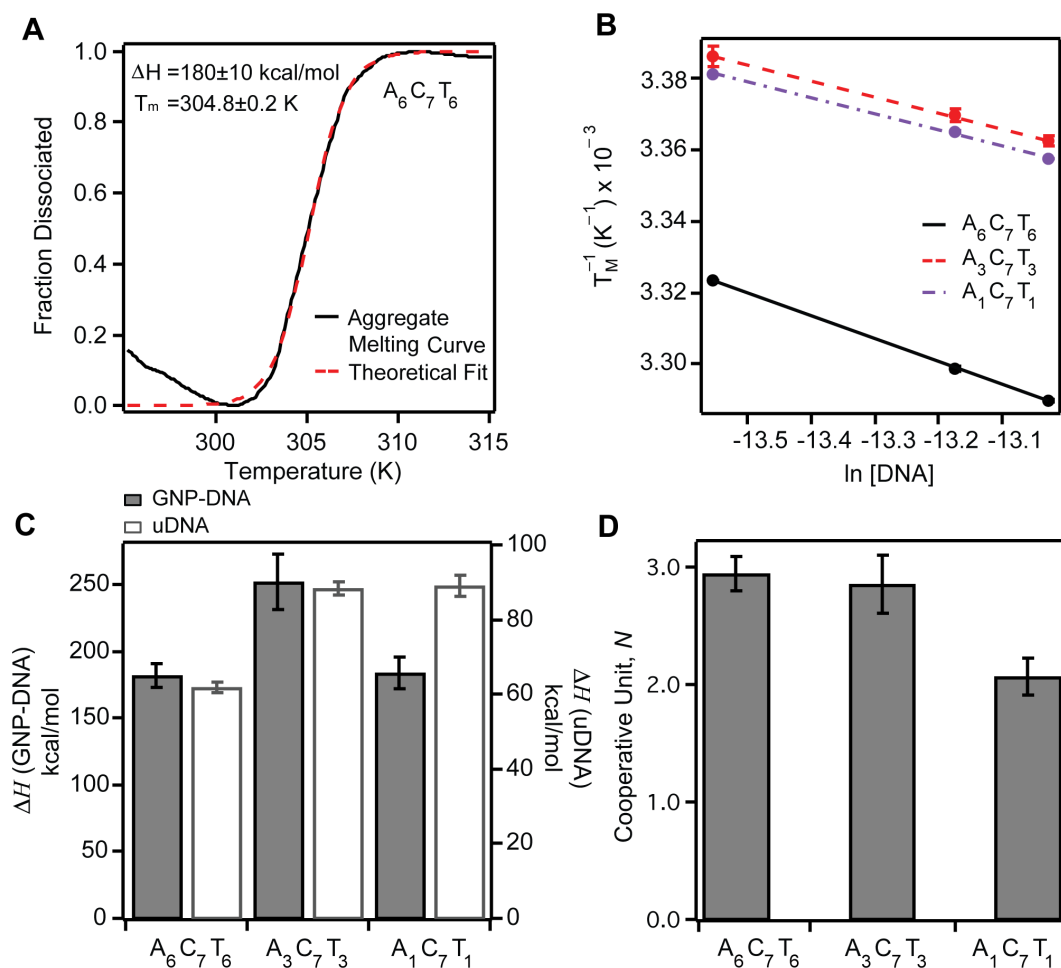 A
ΔH =180±10 kcal/mol
Tₘ =304.8±0.2 K
A₆C₇T₆
Fraction Dissociated
1.0
0.8
0.6
0.4
0.2
0.0
Aggregate
Melting Curve
Theoretical Fit
300
305
310
315
Temperature (K)
B
T_M⁻¹ (K⁻¹) x 10⁻³
3.38
3.36
3.34
3.32
3.30
A₆C₇T₆
A₃C₇T₃
A₁C₇T₁
-13.5
-13.4
-13.3
-13.2
-13.1
ln [DNA]
C
GNP-DNA
uDNA
ΔH (GNP-DNA)
kcal/mol
250
200
150
100
50
0
100
80
60
40
20
0
ΔH (uDNA)
kcal/mol
A₆C₇T₆
A₃C₇T₃
A₁C₇T₁
D
Cooperative Unit, N
3.0
2.0
1.0
0.0
A₆C₇T₆
A₃C₇T₃
A₁C₇T₁